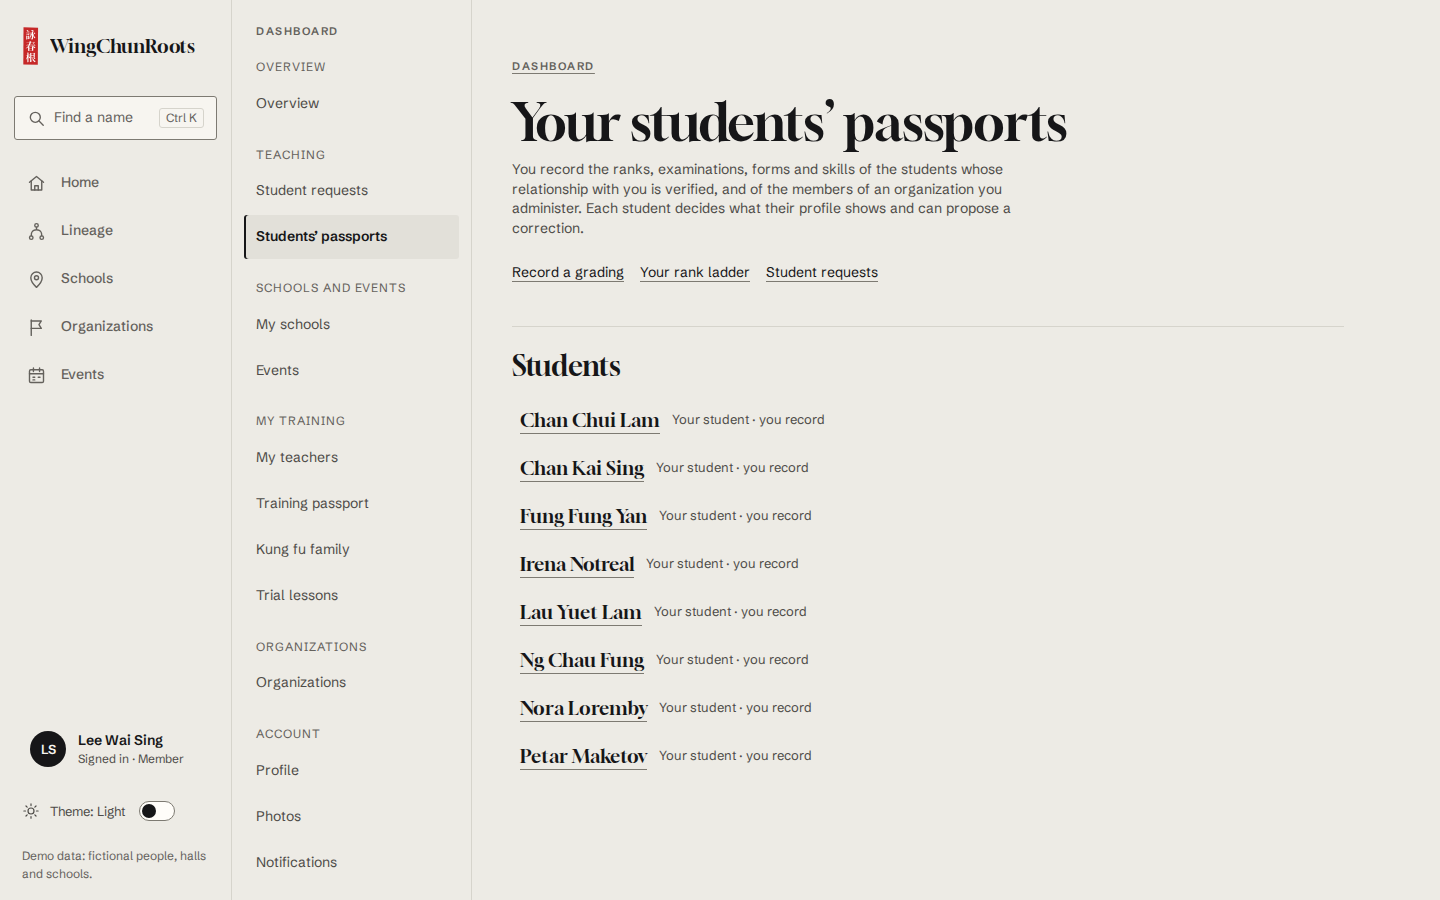 詠春根
WingChunRoots
Find a name
Ctrl K
Home
Lineage
Schools
Organizations
Events
LS
Lee Wai Sing
Signed in · Member
Theme: Light
Demo data: fictional people, halls
and schools.
DASHBOARD
OVERVIEW
Overview
TEACHING
Student requests
Students’ passports
SCHOOLS AND EVENTS
My schools
Events
MY TRAINING
My teachers
Training passport
Kung fu family
Trial lessons
ORGANIZATIONS
Organizations
ACCOUNT
Profile
Photos
Notifications
DASHBOARD
Your students’ passports
You record the ranks, examinations, forms and skills of the students whose
relationship with you is verified, and of the members of an organization you
administer. Each student decides what their profile shows and can propose a
correction.
Record a grading Your rank ladder Student requests
Students
Chan Chui Lam Your student · you record
Chan Kai Sing Your student · you record
Fung Fung Yan Your student · you record
Irena Notreal Your student · you record
Lau Yuet Lam Your student · you record
Ng Chau Fung Your student · you record
Nora Loremby Your student · you record
Petar Maketov Your student · you record